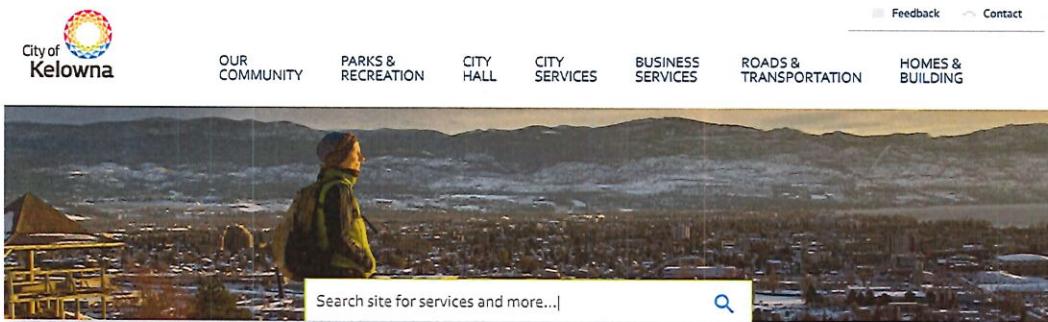 Feedback Contact
City of
Kelowna
OUR
COMMUNITY
PARKS &
RECREATION
CITY
HALL
CITY
SERVICES
BUSINESS
SERVICES
ROADS &
TRANSPORTATION
HOMES &
BUILDING
Search site for services and more...